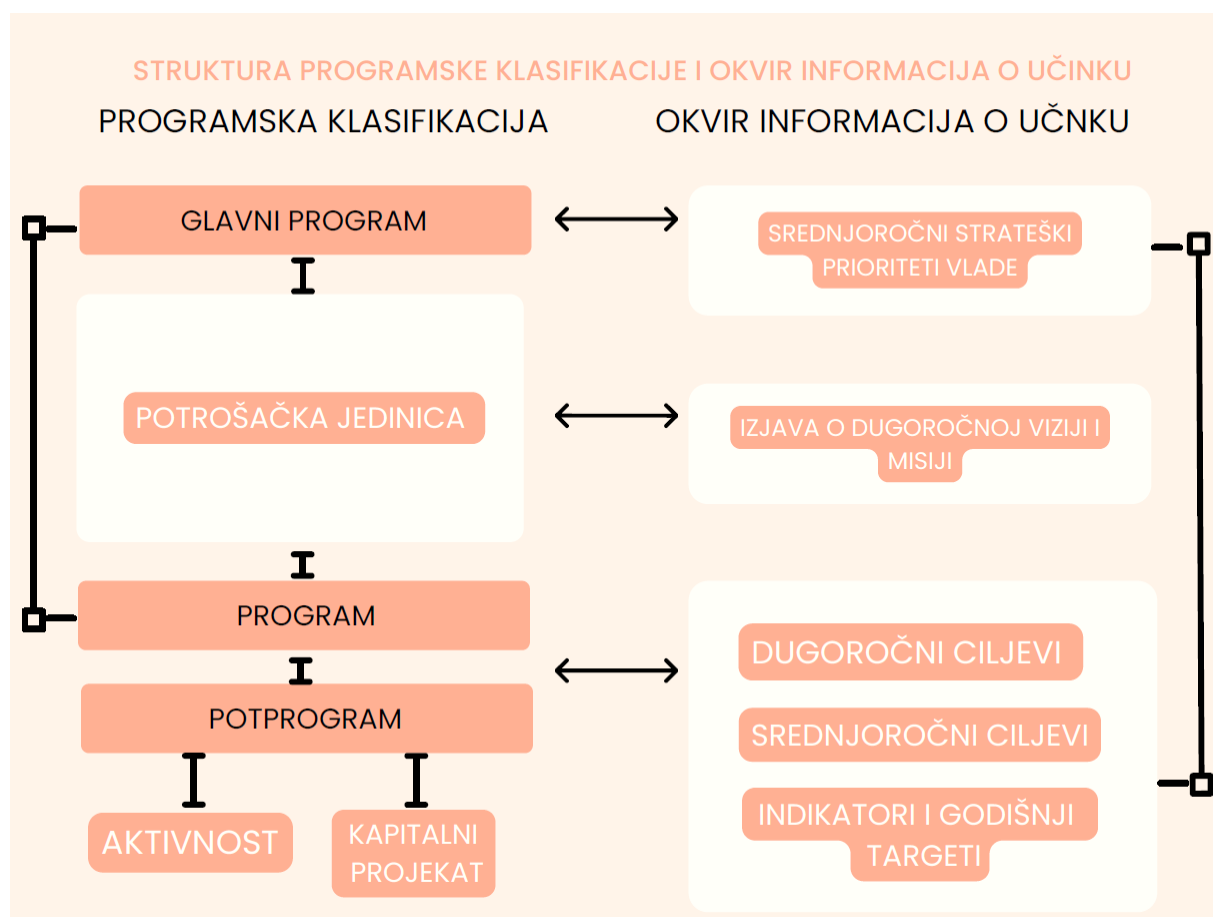 STRUKTURA PROGRAMSKE KLASIFIKACIJE I OKVIR INFORMACIJA O UČINKU
PROGRAMSKA KLASIFIKACIJA
OKVIR INFORMACIJA O UČNKU
GLAVNI PROGRAM
SREDNJOROČNI STRATEŠKI
PRIORITETI VLADE
POTROŠAČKA JEDINICA
IZJAVA O DUGOROČNOJ VIZIJI I
MISIJI
PROGRAM
POTPROGRAM
AKTIVNOST
KAPITALNI
PROJEKAT
DUGOROČNI CILJEVI
SREDNJOROČNI CILJEVI
INDIKATORI I GODIŠNJI
TARGETI